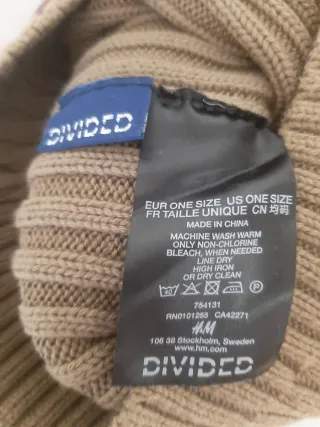 DIVIDED
EUR ONE SIZE US ONE SIZE
FR TAILLE UNIQUE CN 均码
MADE IN CHINA
MACHINE WASH WARM
ONLY NON-CHLORINE
BLEACH, WHEN NEEDED
LINE DRY
HIGH IRON
OR DRY CLEAN
754131
RN0101255 CA42271
H&M
106 38 Stockholm, Sweden
www.hm.com
DIVIDED